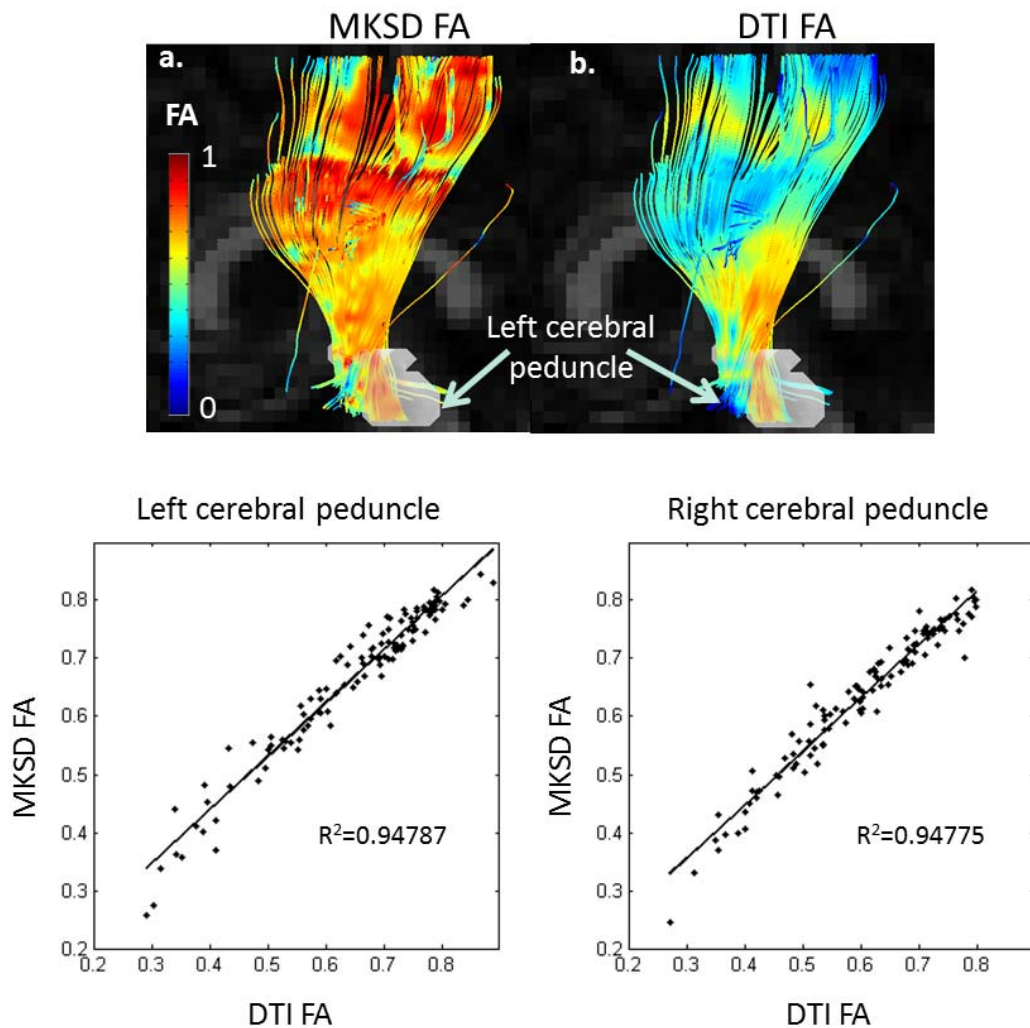 MKSD FA
DTI FA
a.
b.
FA
1
0
Left cerebral
peduncle
Left cerebral peduncle
Right cerebral peduncle
MKSD FA
0.8
0.7
0.6
0.5
0.4
0.3
0.2
R²=0.94787
0.2 0.3 0.4 0.5 0.6 0.7 0.8
DTI FA
MKSD FA
0.8
0.7
0.6
0.5
0.4
0.3
0.2
R²=0.94775
0.2 0.3 0.4 0.5 0.6 0.7 0.8
DTI FA